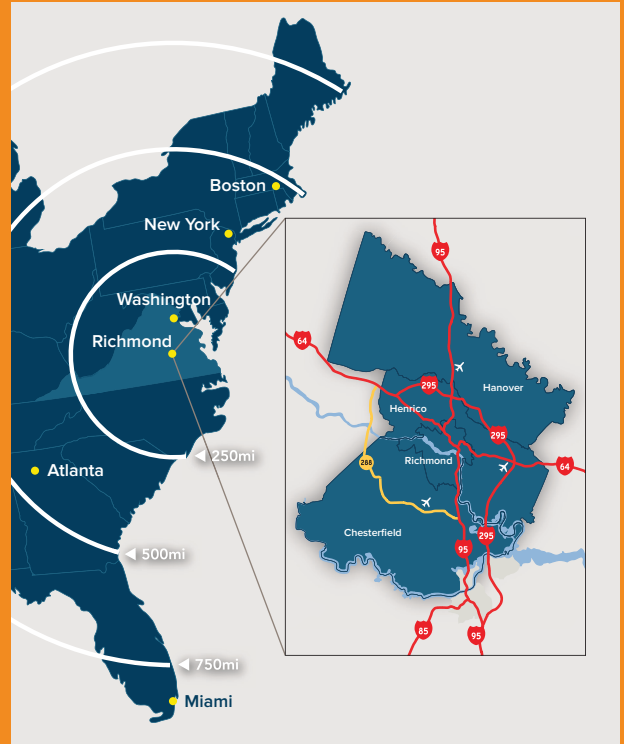 Boston
New York
Washington
Richmond
250mi
Atlanta
500mi
750mi
Miami
95
64
295
Hanover
Henrico
295
Richmond
288
64
Chesterfield
295
95
85
95